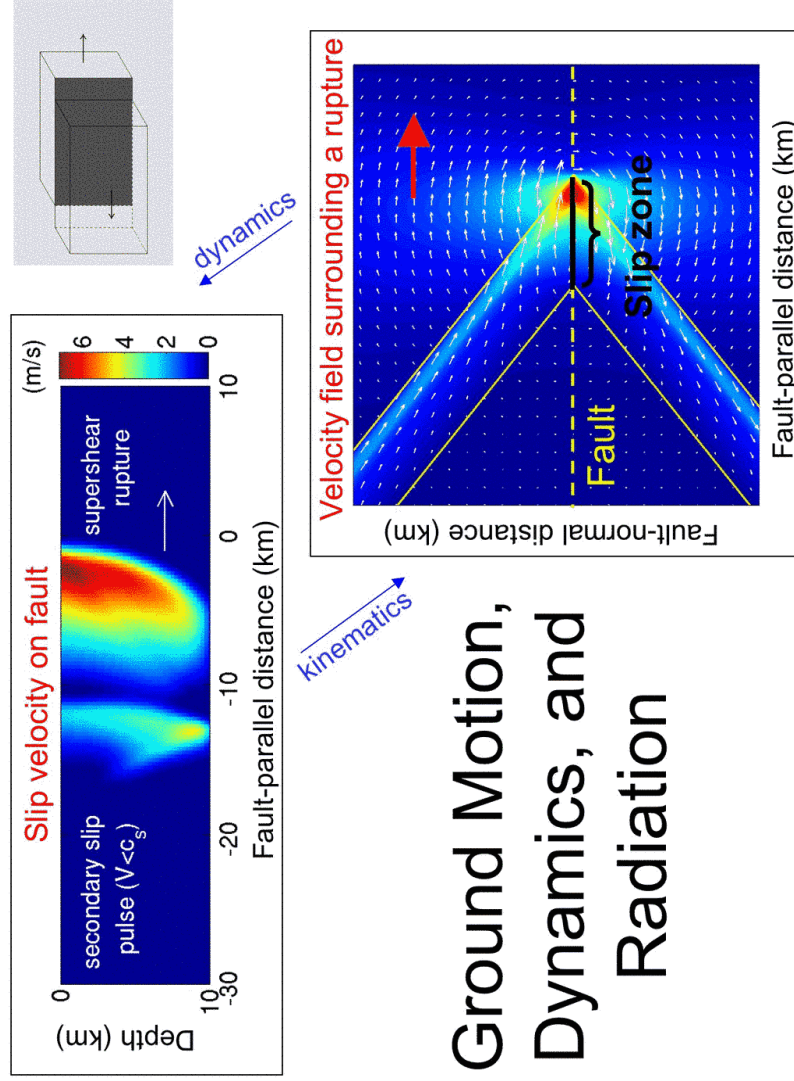 Ground Motion,
Dynamics, and
Radiation
Slip velocity on fault
(m/s)
secondary slip
pulse (V<cs)
supershear
rupture
6
4
2
0
0
10
Depth (km)
-30
-20
-10
0
10
Fault-parallel distance (km)
kinematics
dynamics
Velocity field surrounding a rupture
Fault
Slip zone
Fault-normal distance (km)
Fault-parallel distance (km)